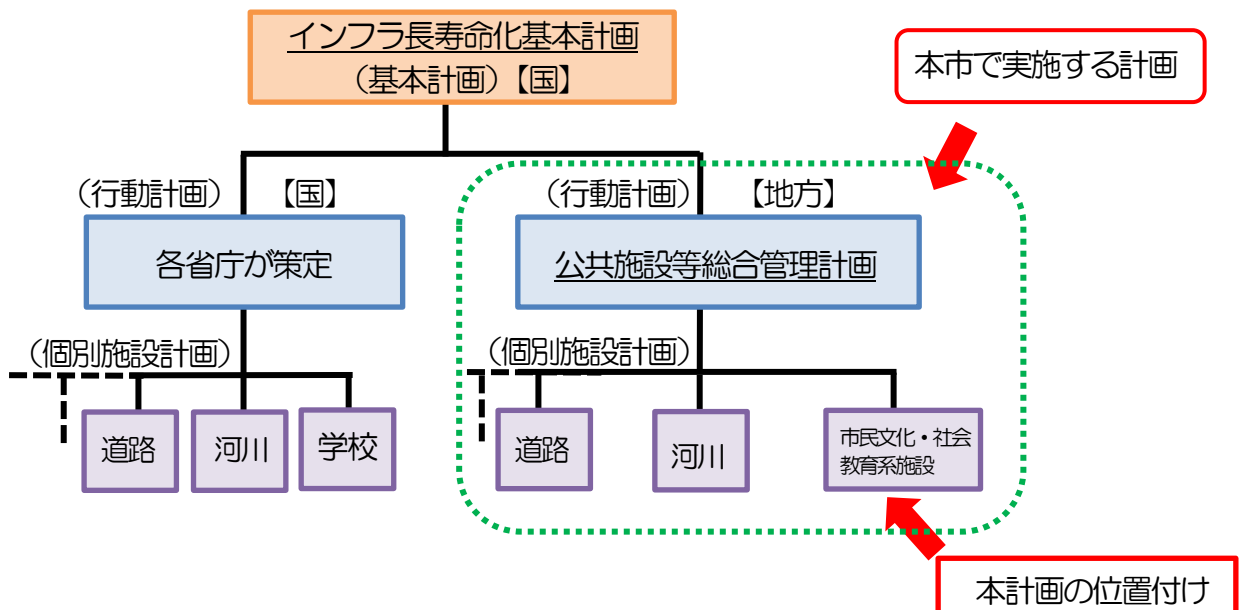 インフラ長寿命化基本計画
（基本計画）【国】
本市で実施する計画
（行動計画）　【国】
（行動計画）　【地方】
各省庁が策定
公共施設等総合管理計画
（個別施設計画）
（個別施設計画）
道路
河川
学校
道路
河川
市民文化・社会
教育系施設
本計画の位置付け